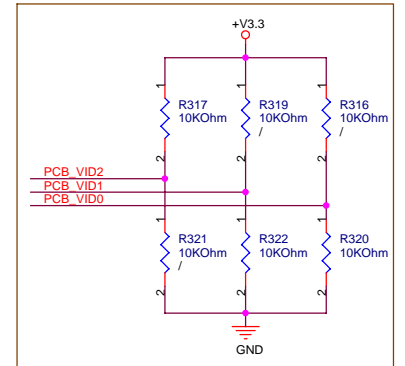 +V3.3
1 1 1
R317 R319 R316
10KOhm 10KOhm 10KOhm
/ /
2 2 2
PCB_VID2
PCB_VID1
PCB_VID0
1 1 1
R321 R322 R320
10KOhm 10KOhm 10KOhm
/
2 2 2
GND